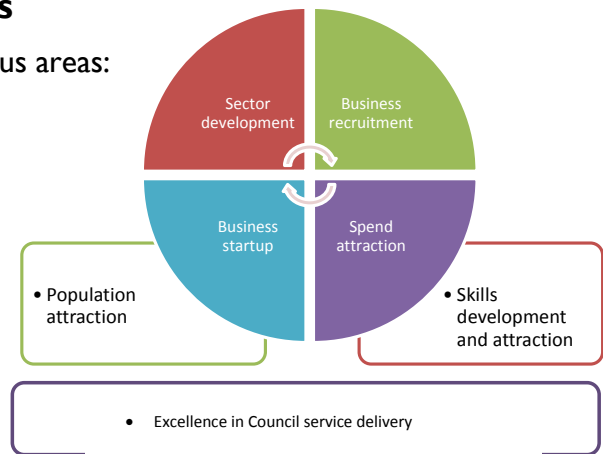 s
us areas:
Sector
development
Business
recruitment
Business
startup
Spend
attraction
• Population
attraction
• Skills
development
and attraction
• Excellence in Council service delivery